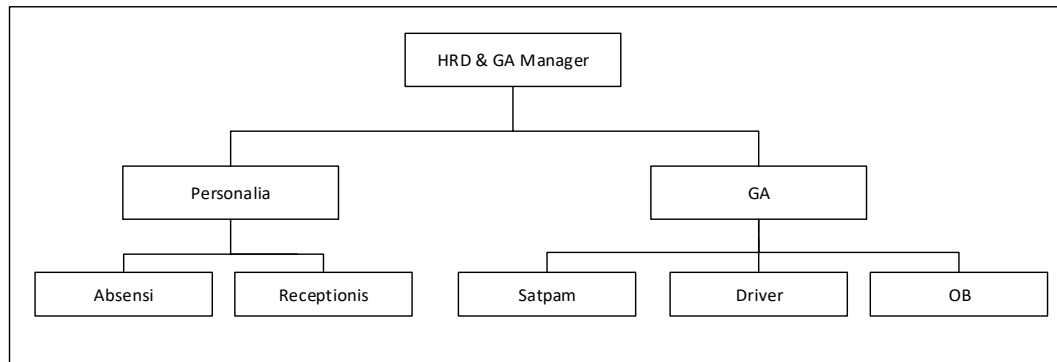 HRD & GA Manager
Personalia
GA
Absensi
Receptionis
Satpam
Driver
OB